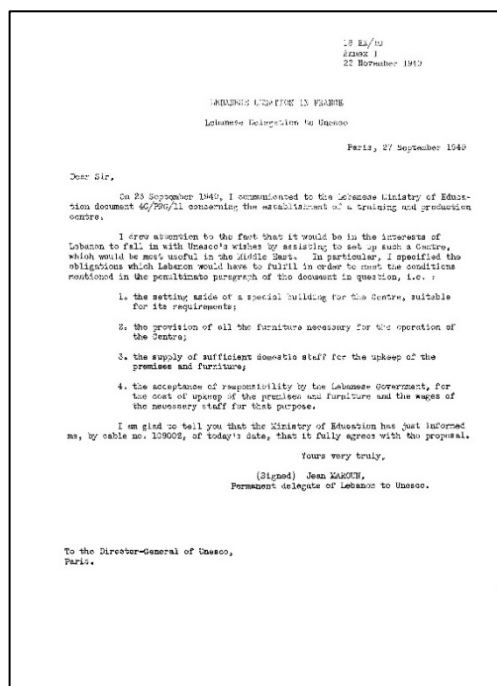 18 EX/
Annex I
22 November 1949
LEBANESE LEGATION IN FRANCE
Lebanese Delegation to Unesco
Paris, 27 September 1949
Dear Sir,
On 23 September 1949, I communicated to the Lebanese Ministry of Educa-
tion document 4C/PRG/11 concerning the establishment of a training and production
centre.
I drew attention to the fact that it would be in the interests of
Lebanon to fall in with Unesco's wishes by assisting to set up such a Centre,
which would be most useful in the Middle East. In particular, I specified the
obligations which Lebanon would have to fulfil in order to meet the conditions
mentioned in the penultimate paragraph of the document in question, i.e. :
1. the setting aside of a special building for the Centre, suitable
for its requirements;
2. the provision of all the furniture necessary for the operation of
the Centre;
3. the supply of sufficient domestic staff for the upkeep of the
premises and furniture;
4. the acceptance of responsibility by the Lebanese Government, for
the cost of upkeep of the premises and furniture and the wages of
the necessary staff for that purpose.
I am glad to tell you that the Ministry of Education has just informed
me, by cable no. 109002, of today's date, that it fully agrees with the proposal.
Yours very truly,
(Signed) Jean MAROUN,
Permanent delegate of Lebanon to Unesco.
To the Director-General of Unesco,
Paris.